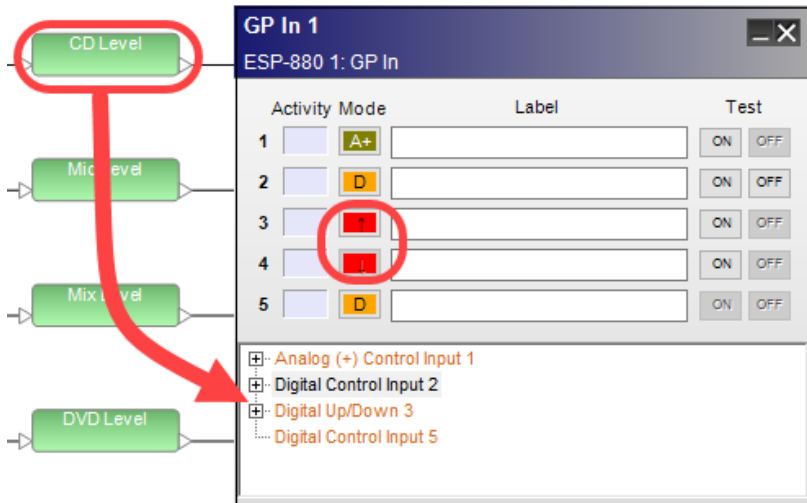 CD Level
Mic Level
Mix Level
DVD Level
GP In 1
ESP-880 1: GP In
Activity Mode Label Test
1 A+ ON OFF
2 D ON OFF
3 ↑ ON OFF
4 ↓ ON OFF
5 D ON OFF
Analog (+) Control Input 1
Digital Control Input 2
Digital Up/Down 3
Digital Control Input 5